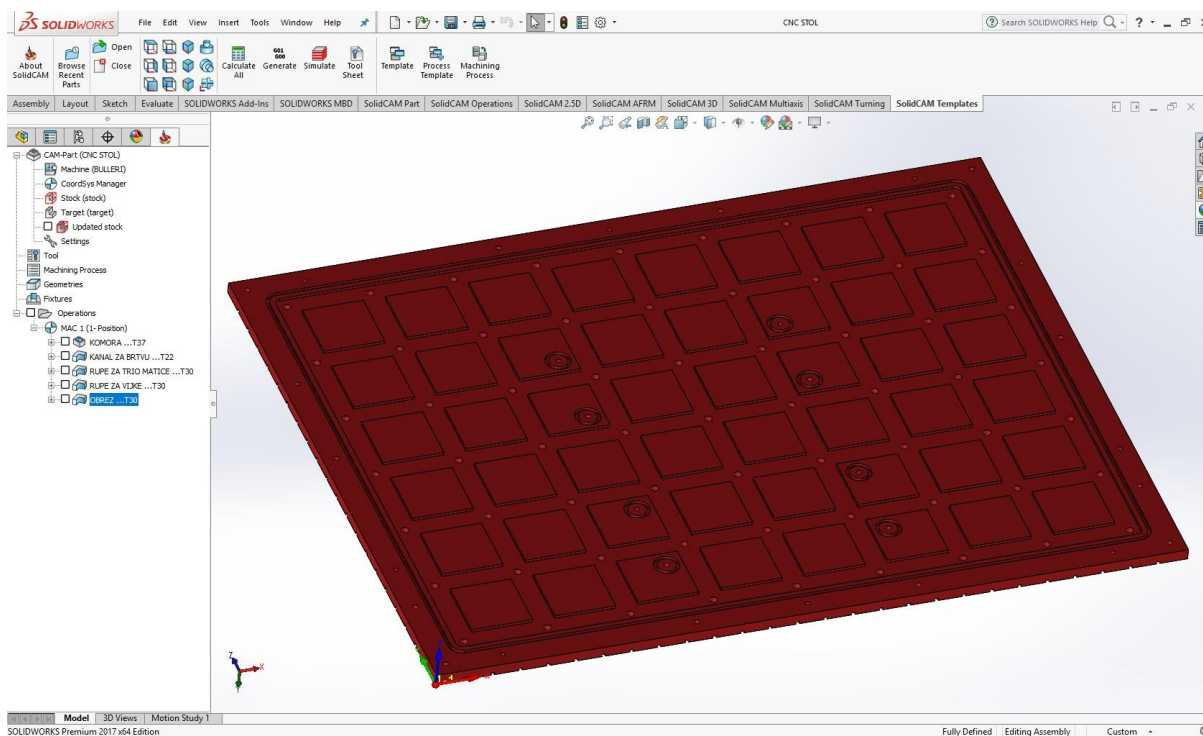 SOLIDWORKS File Edit View Insert Tools Window Help CNC STOL Search SOLIDWORKS Help ?
About SolidCAM
Browse Recent Parts
Open
Close
Calculate All
G01 G00
Generate
Simulate
Tool Sheet
Template
Process Template
Machining Process
Assembly Layout Sketch Evaluate SOLIDWORKS Add-Ins SOLIDWORKS MBD SolidCAM Part SolidCAM Operations SolidCAM 2.5D SolidCAM AFRM SolidCAM 3D SolidCAM Multiaxis SolidCAM Turning SolidCAM Templates
CAM-Part (CNC STOL)
Machine (BULLERI)
CoordSys Manager
Stock (stock)
Target (target)
Updated stock
Settings
Tool
Machining Process
Geometries
Fixtures
Operations
MAC 1 (1- Position)
KOMORA ...T37
KANAL ZA BRTVU ...T22
RUPE ZA TRIO MATICE ...T30
RUPE ZA VIJKE ...T30
OBREZ ...T30
Z X
Y
Model 3D Views Motion Study 1
SOLIDWORKS Premium 2017 x64 Edition Fully Defined Editing Assembly Custom